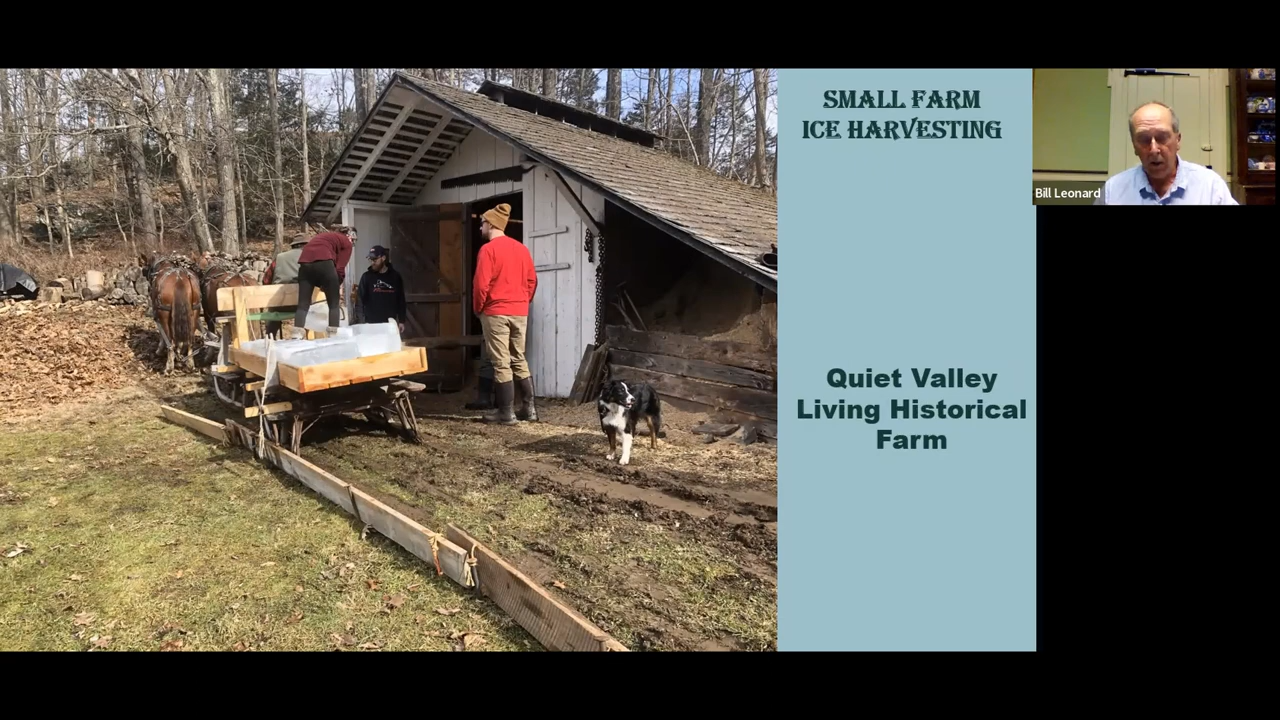 SMALL FARM
ICE HARVESTING
Bill Leonard
Quiet Valley
Living Historical
Farm